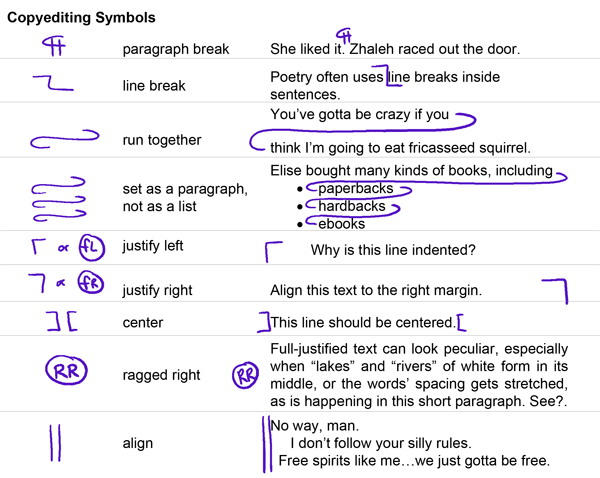 Copyediting Symbols
¶ paragraph break She liked it.¶ Zhaleh raced out the door.
line break Poetry often uses line breaks inside
sentences.
You’ve gotta be crazy if you
run together
think I’m going to eat fricasseed squirrel.
Elise bought many kinds of books, including
set as a paragraph, • paperbacks
not as a list • hardbacks
• ebooks
or fL justify left Why is this line indented?
or fR justify right Align this text to the right margin.
] [ center ]This line should be centered.[
Full-justified text can look peculiar, especially
RR ragged right RR when “lakes” and “rivers” of white form in its
middle, or the words’ spacing gets stretched,
as is happening in this short paragraph. See?.
No way, man.
|| align || I don’t follow your silly rules.
Free spirits like me…we just gotta be free.